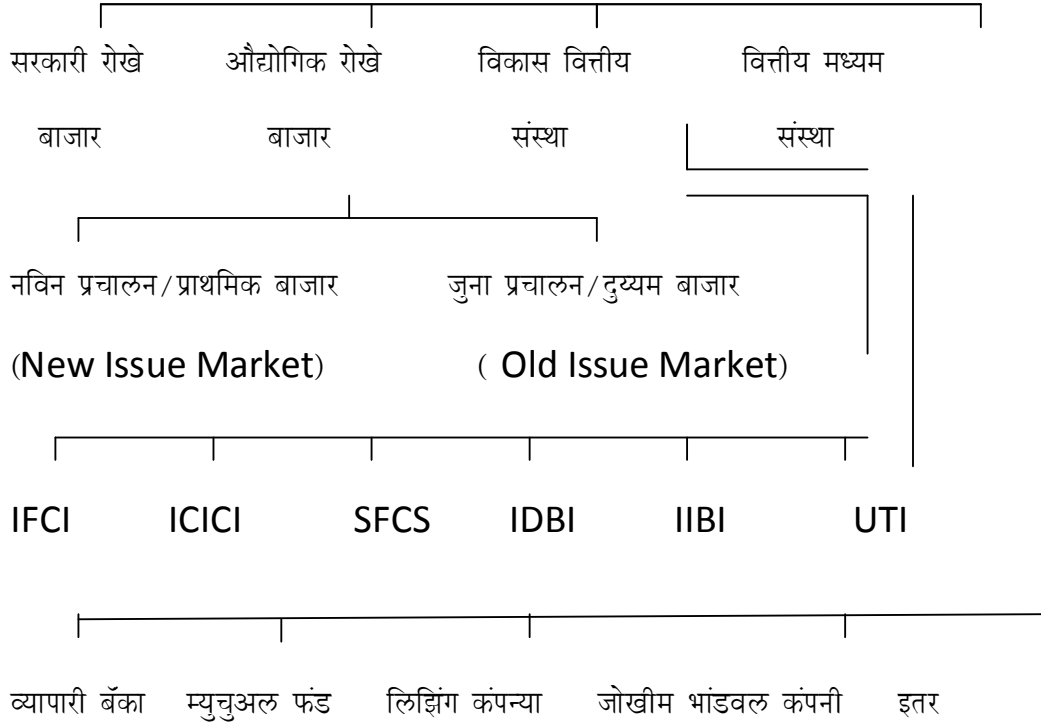 सरकारी रोखे औद्योगिक रोखे विकास वित्तीय वित्तीय मध्यम
बाजार बाजार संस्था संस्था
नविन प्रचालन/प्राथमिक बाजार जुना प्रचालन/दुय्यम बाजार
(New Issue Market) ( Old Issue Market)
IFCI ICICI SFCS IDBI IIBI UTI
व्यापारी बॅंका म्युचुअल फंड लिझिंग कंपन्या जोखीम भांडवल कंपनी इतर